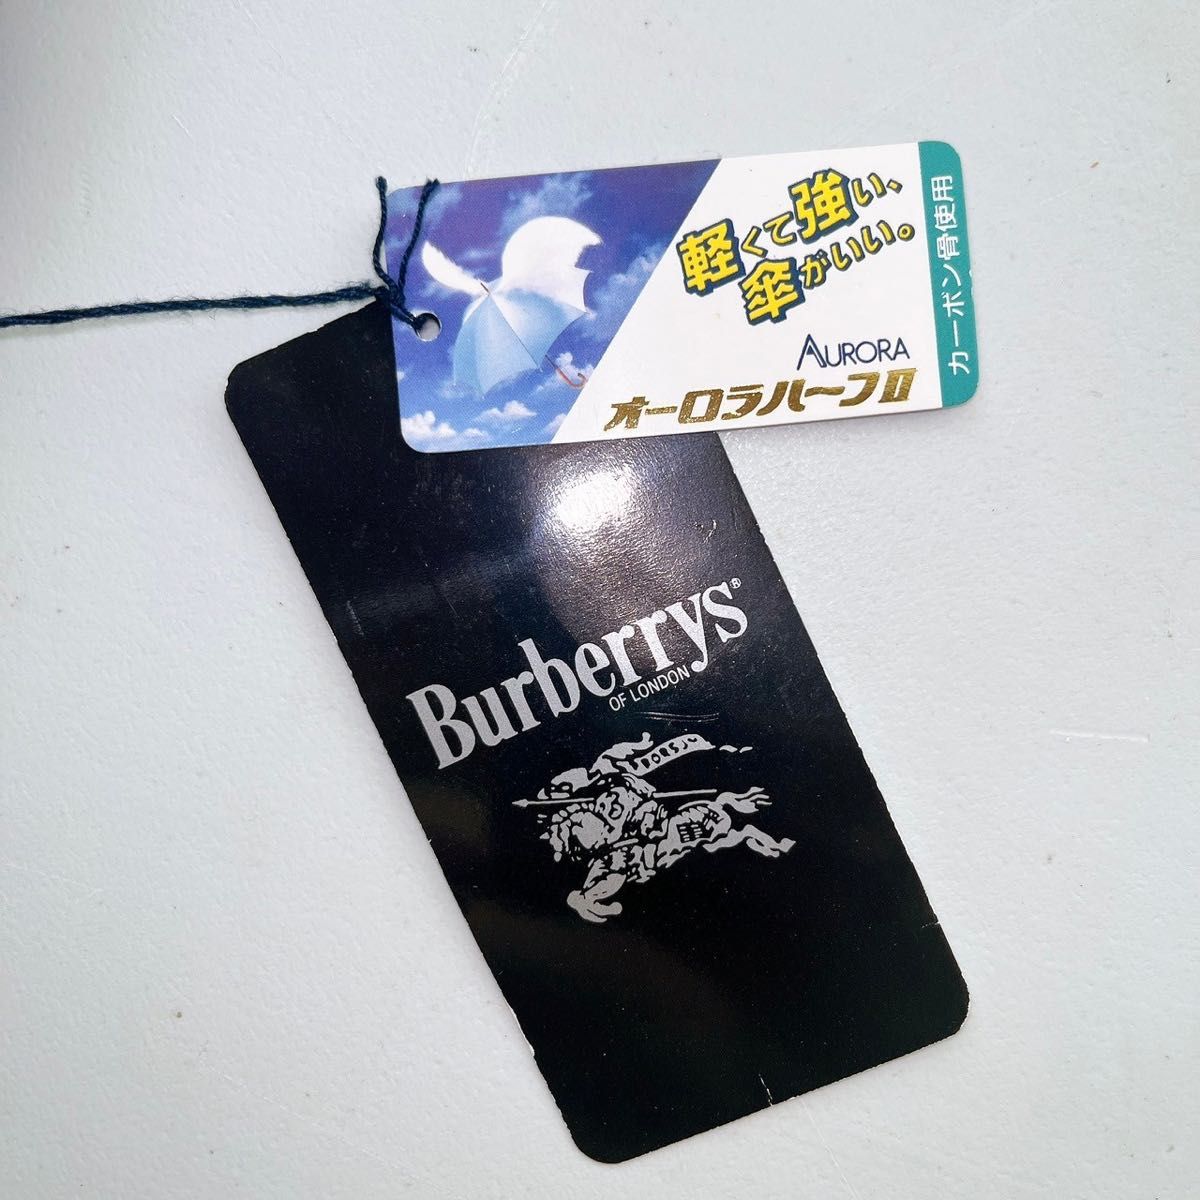 軽くて強い、
傘がいい。
AURORA
オーロラハーフII
カーボン骨使用
Burberrys®
OF LONDON